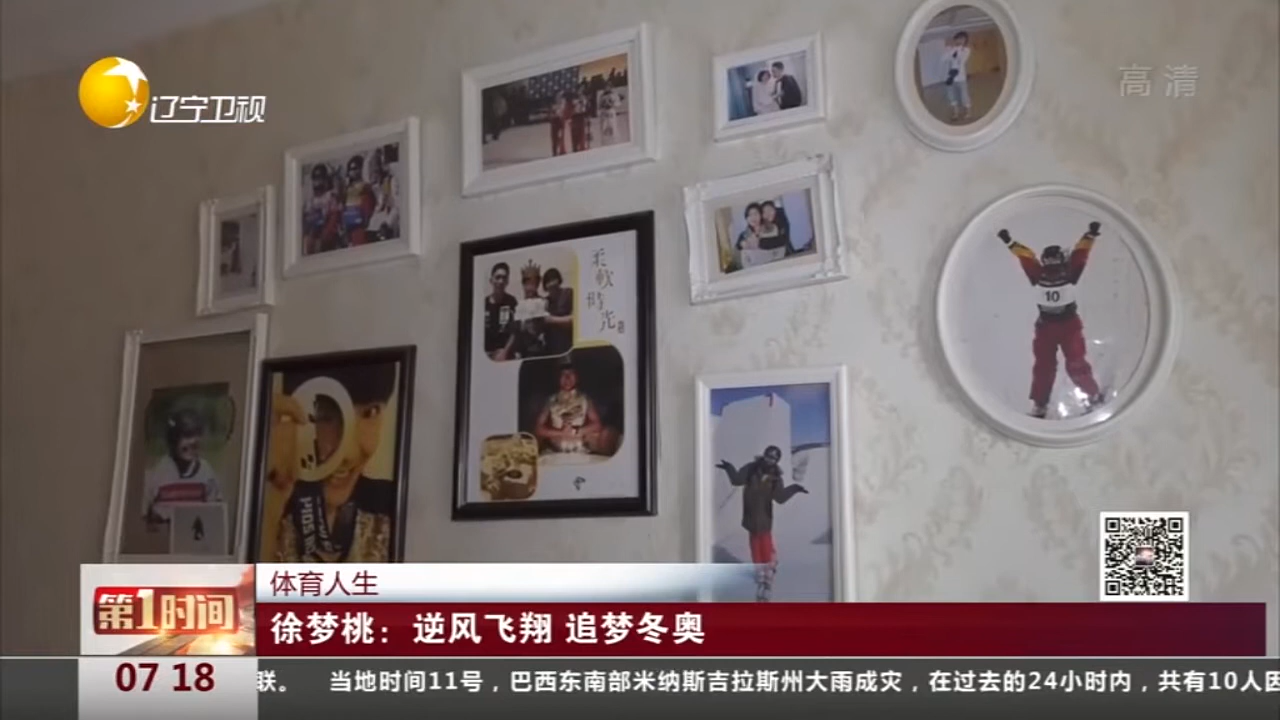 辽宁卫视
高清
柔软时光
10
体育人生
第1时间
徐梦桃：逆风飞翔 追梦冬奥
07 18
联。 当地时间11号，巴西东南部米纳斯吉拉斯州大雨成灾，在过去的24小时内，共有10人因